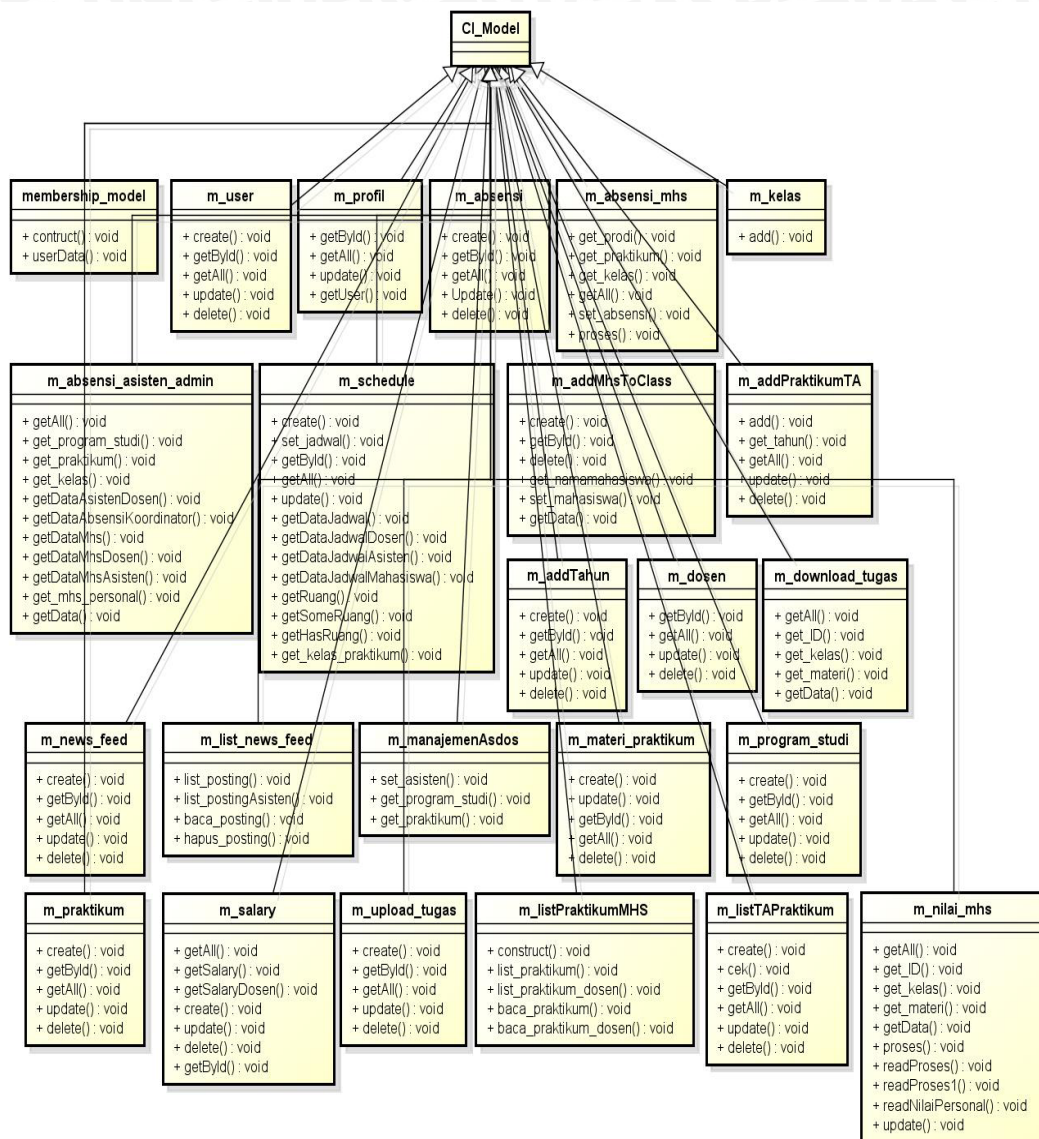 CI_Model
membership_model
+ contruct() : void
+ userData() : void
m_user
+ create() : void
+ getById() : void
+ getAll() : void
+ update() : void
+ delete() : void
m_profil
+ getById() : void
+ getAll() : void
+ update() : void
+ getUser() : void
m_absensi
+ create() : void
+ getById() : void
+ getAll() : void
+ Update() : void
+ delete() : void
m_absensi_mhs
+ get_prodi() : void
+ get_praktikum() : void
+ get_kelas() : void
+ getAll() : void
+ set_absensi() : void
+ proses() : void
m_kelas
+ add() : void
m_absensi_asisten_admin
+ getAll() : void
+ get_program_studi() : void
+ get_praktikum() : void
+ get_kelas() : void
+ getDataAsistenDosen() : void
+ getDataAbsensiKoordinator() : void
+ getDataMhs() : void
+ getDataMhsDosen() : void
+ getDataMhsAsisten() : void
+ get_mhs_personal() : void
+ getData() : void
m_schedule
+ create() : void
+ set_jadwal() : void
+ getById() : void
+ getAll() : void
+ update() : void
+ getDataJadwal() : void
+ getDataJadwalDosen() : void
+ getDataJadwalAsisten() : void
+ getDataJadwalMahasiswa() : void
+ getRuang() : void
+ getSomeRuang() : void
+ getHasRuang() : void
+ get_kelas_praktikum() : void
m_addMhsToClass
+ create() : void
+ getById() : void
+ delete() : void
+ get_namamahasiswa() : void
+ set_mahasiswa() : void
+ getData() : void
m_addPraktikumTA
+ add() : void
+ get_tahun() : void
+ getAll() : void
+ update() : void
+ delete() : void
m_addTahun
+ create() : void
+ getById() : void
+ getAll() : void
+ update() : void
+ delete() : void
m_dosen
+ getById() : void
+ getAll() : void
+ update() : void
+ delete() : void
m_download_tugas
+ getAll() : void
+ get_ID() : void
+ get_kelas() : void
+ get_materi() : void
+ getData() : void
m_news_feed
+ create() : void
+ getById() : void
+ getAll() : void
+ update() : void
+ delete() : void
m_list_news_feed
+ list_posting() : void
+ list_postingAsisten() : void
+ baca_posting() : void
+ hapus_posting() : void
m_manajemenAsdos
+ set_asisten() : void
+ get_program_studi() : void
+ get_praktikum() : void
m_materi_praktikum
+ create() : void
+ update() : void
+ getById() : void
+ getAll() : void
+ delete() : void
m_program_studi
+ create() : void
+ getById() : void
+ getAll() : void
+ update() : void
+ delete() : void
m_praktikum
+ create() : void
+ getById() : void
+ getAll() : void
+ update() : void
+ delete() : void
m_salary
+ getAll() : void
+ getSalary() : void
+ getSalaryDosen() : void
+ create() : void
+ update() : void
+ delete() : void
+ getById() : void
m_upload_tugas
+ create() : void
+ getById() : void
+ getAll() : void
+ update() : void
+ delete() : void
m_listPraktikumMHS
+ construct() : void
+ list_praktikum() : void
+ list_praktikum_dosen() : void
+ baca_praktikum() : void
+ baca_praktikum_dosen() : void
m_listTAPraktikum
+ create() : void
+ cek() : void
+ getById() : void
+ getAll() : void
+ update() : void
+ delete() : void
m_nilai_mhs
+ getAll() : void
+ get_ID() : void
+ get_kelas() : void
+ get_materi() : void
+ getData() : void
+ proses() : void
+ readProses() : void
+ readProses1() : void
+ readNilaiPersonal() : void
+ update() : void